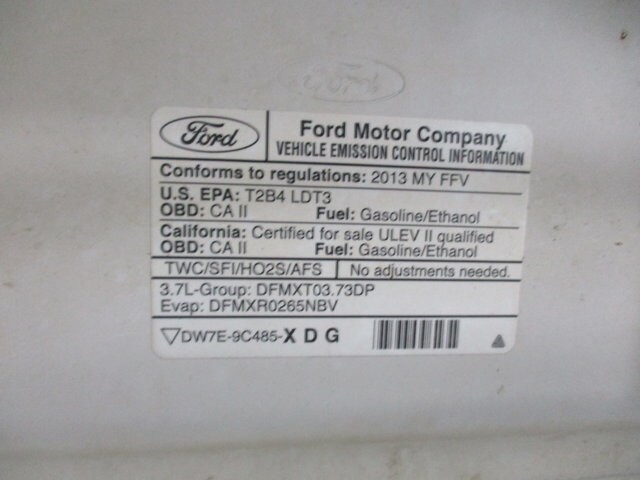 Ford
Ford
Ford Motor Company
VEHICLE EMISSION CONTROL INFORMATION
Conforms to regulations: 2013 MY FFV
U.S. EPA: T2B4 LDT3
OBD: CA II Fuel: Gasoline/Ethanol
California: Certified for sale ULEV II qualified
OBD: CA II Fuel: Gasoline/Ethanol
TWC/SFI/HO2S/AFS No adjustments needed.
3.7L-Group: DFMXT03.73DP
Evap: DFMXR0265NBV
DW7E-9C485-X D G